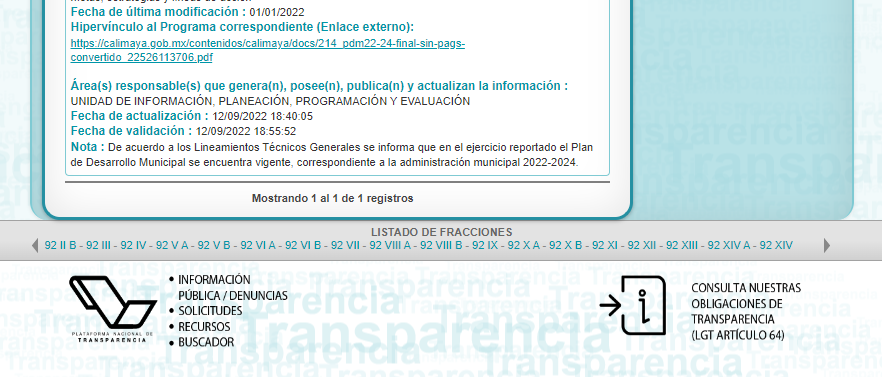 Fecha de última modificación : 01/01/2022
Hipervínculo al Programa correspondiente (Enlace externo):
https://calimaya.gob.mx/contenidos/calimaya/docs/214_pdm22-24-final-sin-pags-
convertido_22526113706.pdf
Área(s) responsable(s) que genera(n), posee(n), publica(n) y actualizan la información :
UNIDAD DE INFORMACIÓN, PLANEACIÓN, PROGRAMACIÓN Y EVALUACIÓN
Fecha de actualización : 12/09/2022 18:40:05
Fecha de validación : 12/09/2022 18:55:52
Nota : De acuerdo a los Lineamientos Técnicos Generales se informa que en el ejercicio reportado el Plan
de Desarrollo Municipal se encuentra vigente, correspondiente a la administración municipal 2022-2024.
Mostrando 1 al 1 de 1 registros
LISTADO DE FRACCIONES
92 II B - 92 III - 92 IV - 92 V A - 92 V B - 92 VI A - 92 VI B - 92 VII - 92 VIII A - 92 VIII B - 92 IX - 92 X A - 92 X B - 92 XI - 92 XII - 92 XIII - 92 XIV A - 92 XIV
PLATAFORMA NACIONAL DE
TRANSPARENCIA
• INFORMACIÓN
PÚBLICA / DENUNCIAS
• SOLICITUDES
• RECURSOS
• BUSCADOR
CONSULTA NUESTRAS
OBLIGACIONES DE
TRANSPARENCIA
(LGT ARTÍCULO 64)
Transparencia